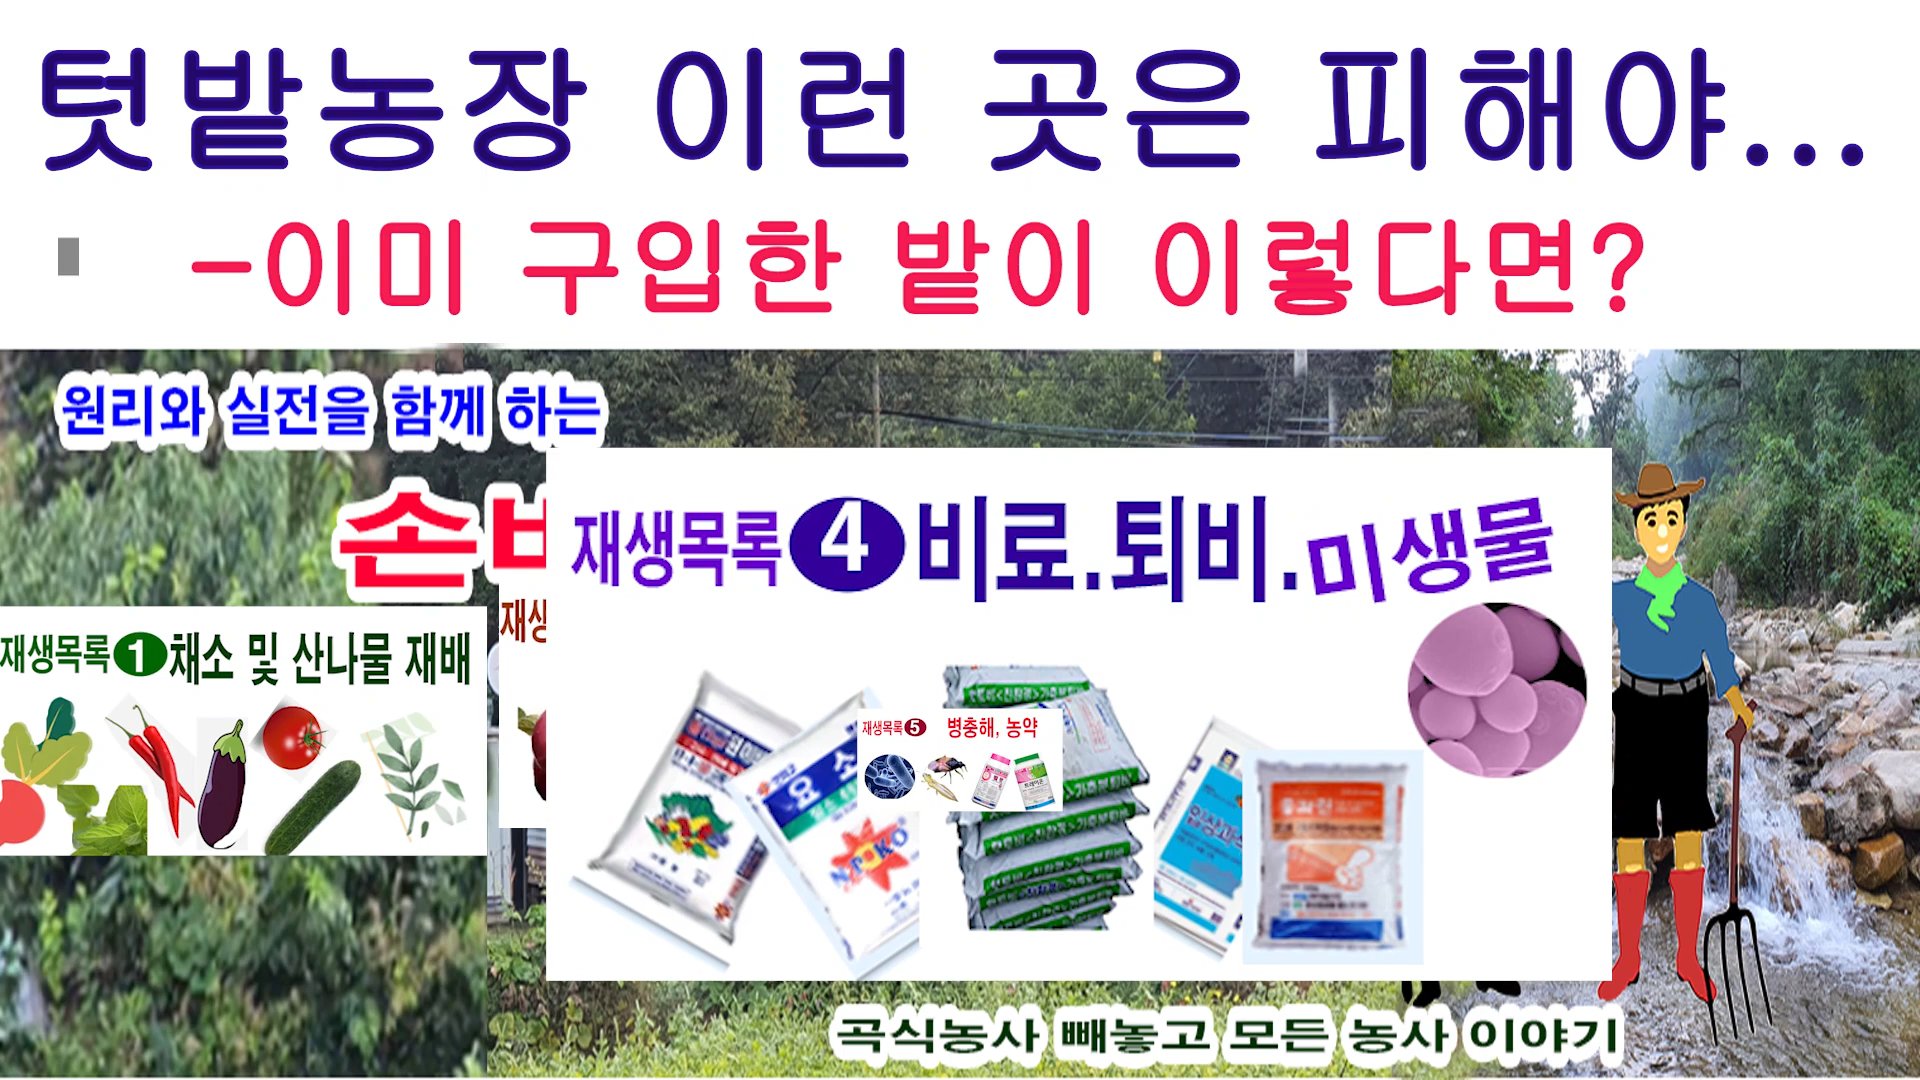 텃밭농장 이런 곳은 피해야...
-이미 구입한 밭이 이렇다면?
원리와 실전을 함께 하는
손
재생목록 4 비료.퇴비.미생물
재생목록 1 채소 및 산나물 재배
재생목록 5 병충해, 농약
요소
곡식농사 빼놓고 모든 농사 이야기